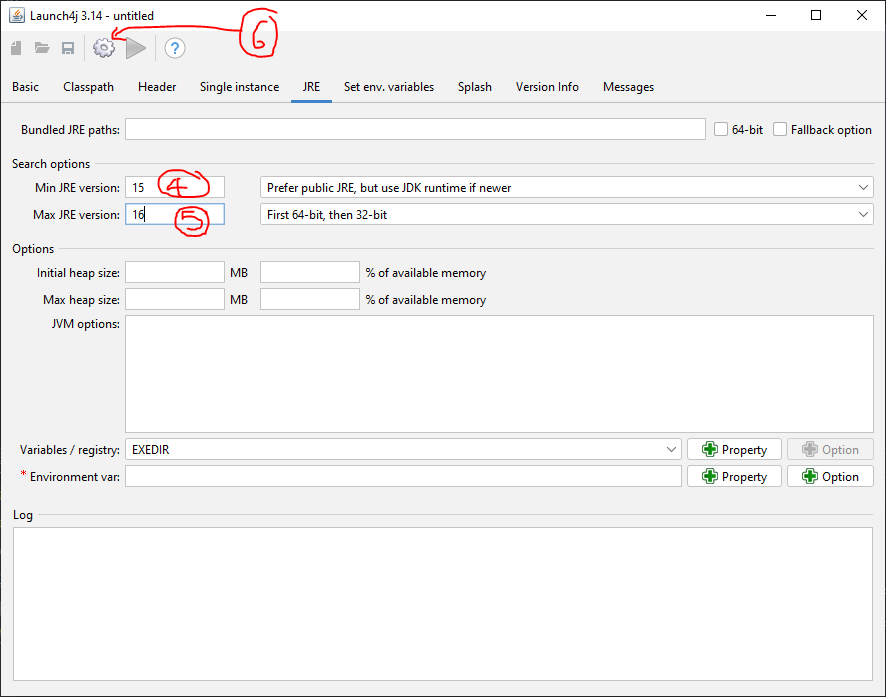 Launch4j 3.14 - untitled
6
?
Basic Classpath Header Single instance JRE Set env. variables Splash Version Info Messages
Bundled JRE paths: 64-bit Fallback option
Search options
Min JRE version: 15 4 Prefer public JRE, but use JDK runtime if newer
Max JRE version: 16 5 First 64-bit, then 32-bit
Options
Initial heap size: MB % of available memory
Max heap size: MB % of available memory
JVM options:
Variables / registry: EXEDIR Property Option
* Environment var: Property Option
Log